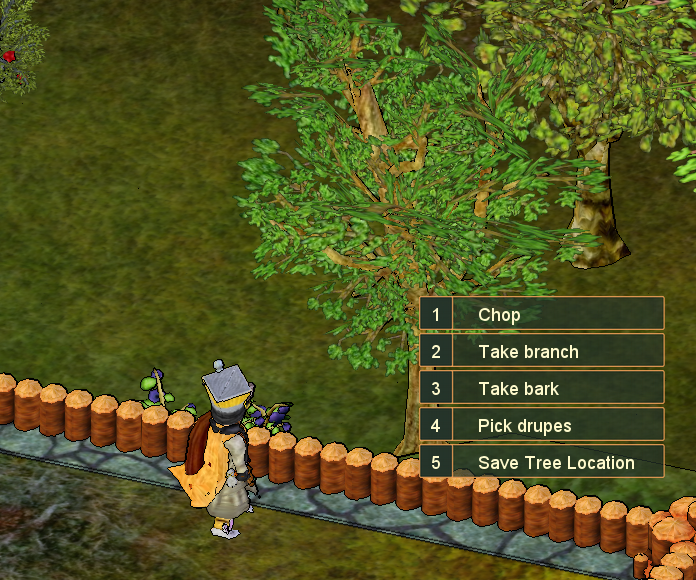 1 Chop
2 Take branch
3 Take bark
4 Pick drupes
5 Save Tree Location